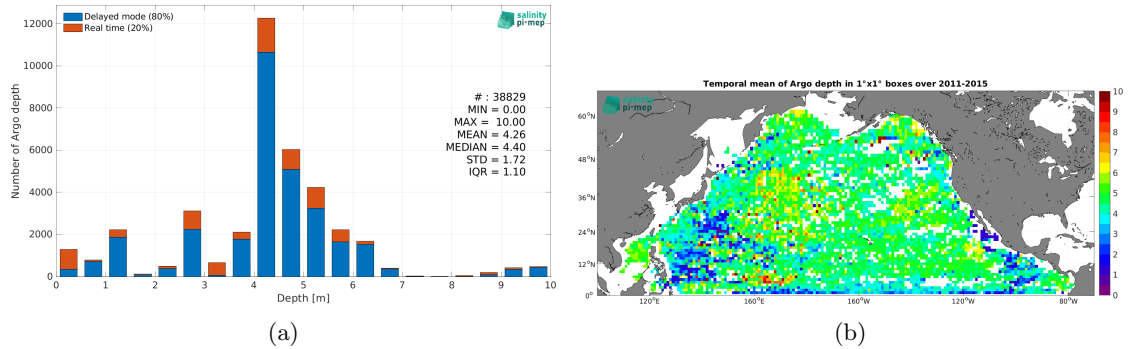 Delayed mode (80%)
Real time (20%)
salinity
pi-mep
12000
10000
8000
6000
4000
2000
0
Number of Argo depth
# : 38829
MIN = 0.00
MAX = 10.00
MEAN = 4.26
MEDIAN = 4.40
STD = 1.72
IQR = 1.10
0 1 2 3 4 5 6 7 8 9 10
Depth [m]
(a)
Temporal mean of Argo depth in 1°x1° boxes over 2011-2015
salinity
pi-mep
60°N
48°N
36°N
24°N
12°N
0°
120°E 160°E 160°W 120°W 80°W
10
9
8
7
6
5
4
3
2
1
0
(b)